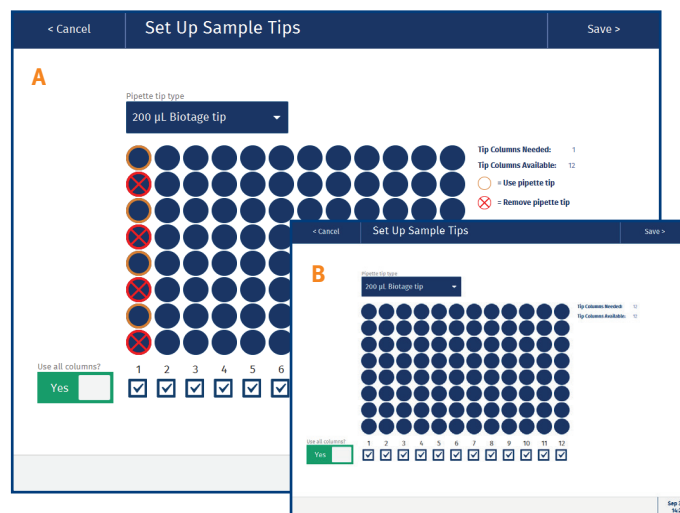 < Cancel
Set Up Sample Tips
Save >
A
Pipette tip type
200 µL Biotage tip
Tip Columns Needed: 1
Tip Columns Available: 12
= Use pipette tip
= Remove pipette tip
Use all columns?
Yes
1 2 3 4 5 6
< Cancel
Set Up Sample Tips
Save >
B
Pipette tip type
200 µL Biotage tip
Tip Columns Needed: 12
Tip Columns Available: 12
Use all columns?
Yes
1 2 3 4 5 6 7 8 9 10 11 12
Sep